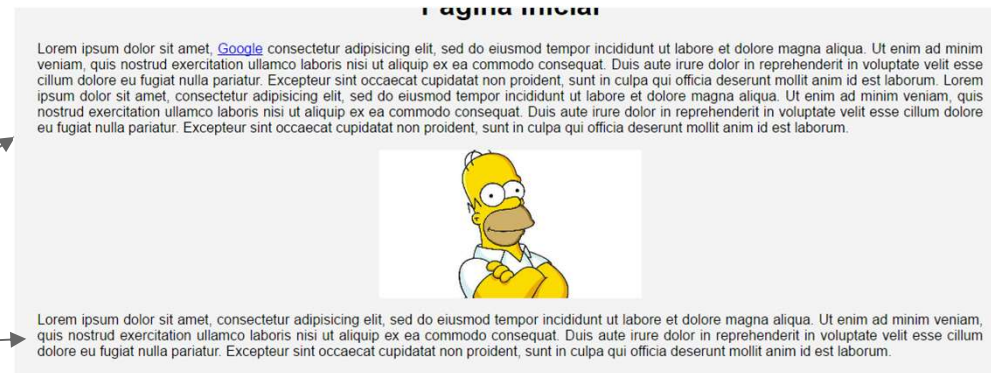 Página Inicial
Lorem ipsum dolor sit amet, Google consectetur adipisicing elit, sed do eiusmod tempor incididunt ut labore et dolore magna aliqua. Ut enim ad minim
veniam, quis nostrud exercitation ullamco laboris nisi ut aliquip ex ea commodo consequat. Duis aute irure dolor in reprehenderit in voluptate velit esse
cillum dolore eu fugiat nulla pariatur. Excepteur sint occaecat cupidatat non proident, sunt in culpa qui officia deserunt mollit anim id est laborum. Lorem
ipsum dolor sit amet, consectetur adipisicing elit, sed do eiusmod tempor incididunt ut labore et dolore magna aliqua. Ut enim ad minim veniam, quis
nostrud exercitation ullamco laboris nisi ut aliquip ex ea commodo consequat. Duis aute irure dolor in reprehenderit in voluptate velit esse cillum dolore
eu fugiat nulla pariatur. Excepteur sint occaecat cupidatat non proident, sunt in culpa qui officia deserunt mollit anim id est laborum.
Lorem ipsum dolor sit amet, consectetur adipisicing elit, sed do eiusmod tempor incididunt ut labore et dolore magna aliqua. Ut enim ad minim veniam,
quis nostrud exercitation ullamco laboris nisi ut aliquip ex ea commodo consequat. Duis aute irure dolor in reprehenderit in voluptate velit esse cillum
dolore eu fugiat nulla pariatur. Excepteur sint occaecat cupidatat non proident, sunt in culpa qui officia deserunt mollit anim id est laborum.